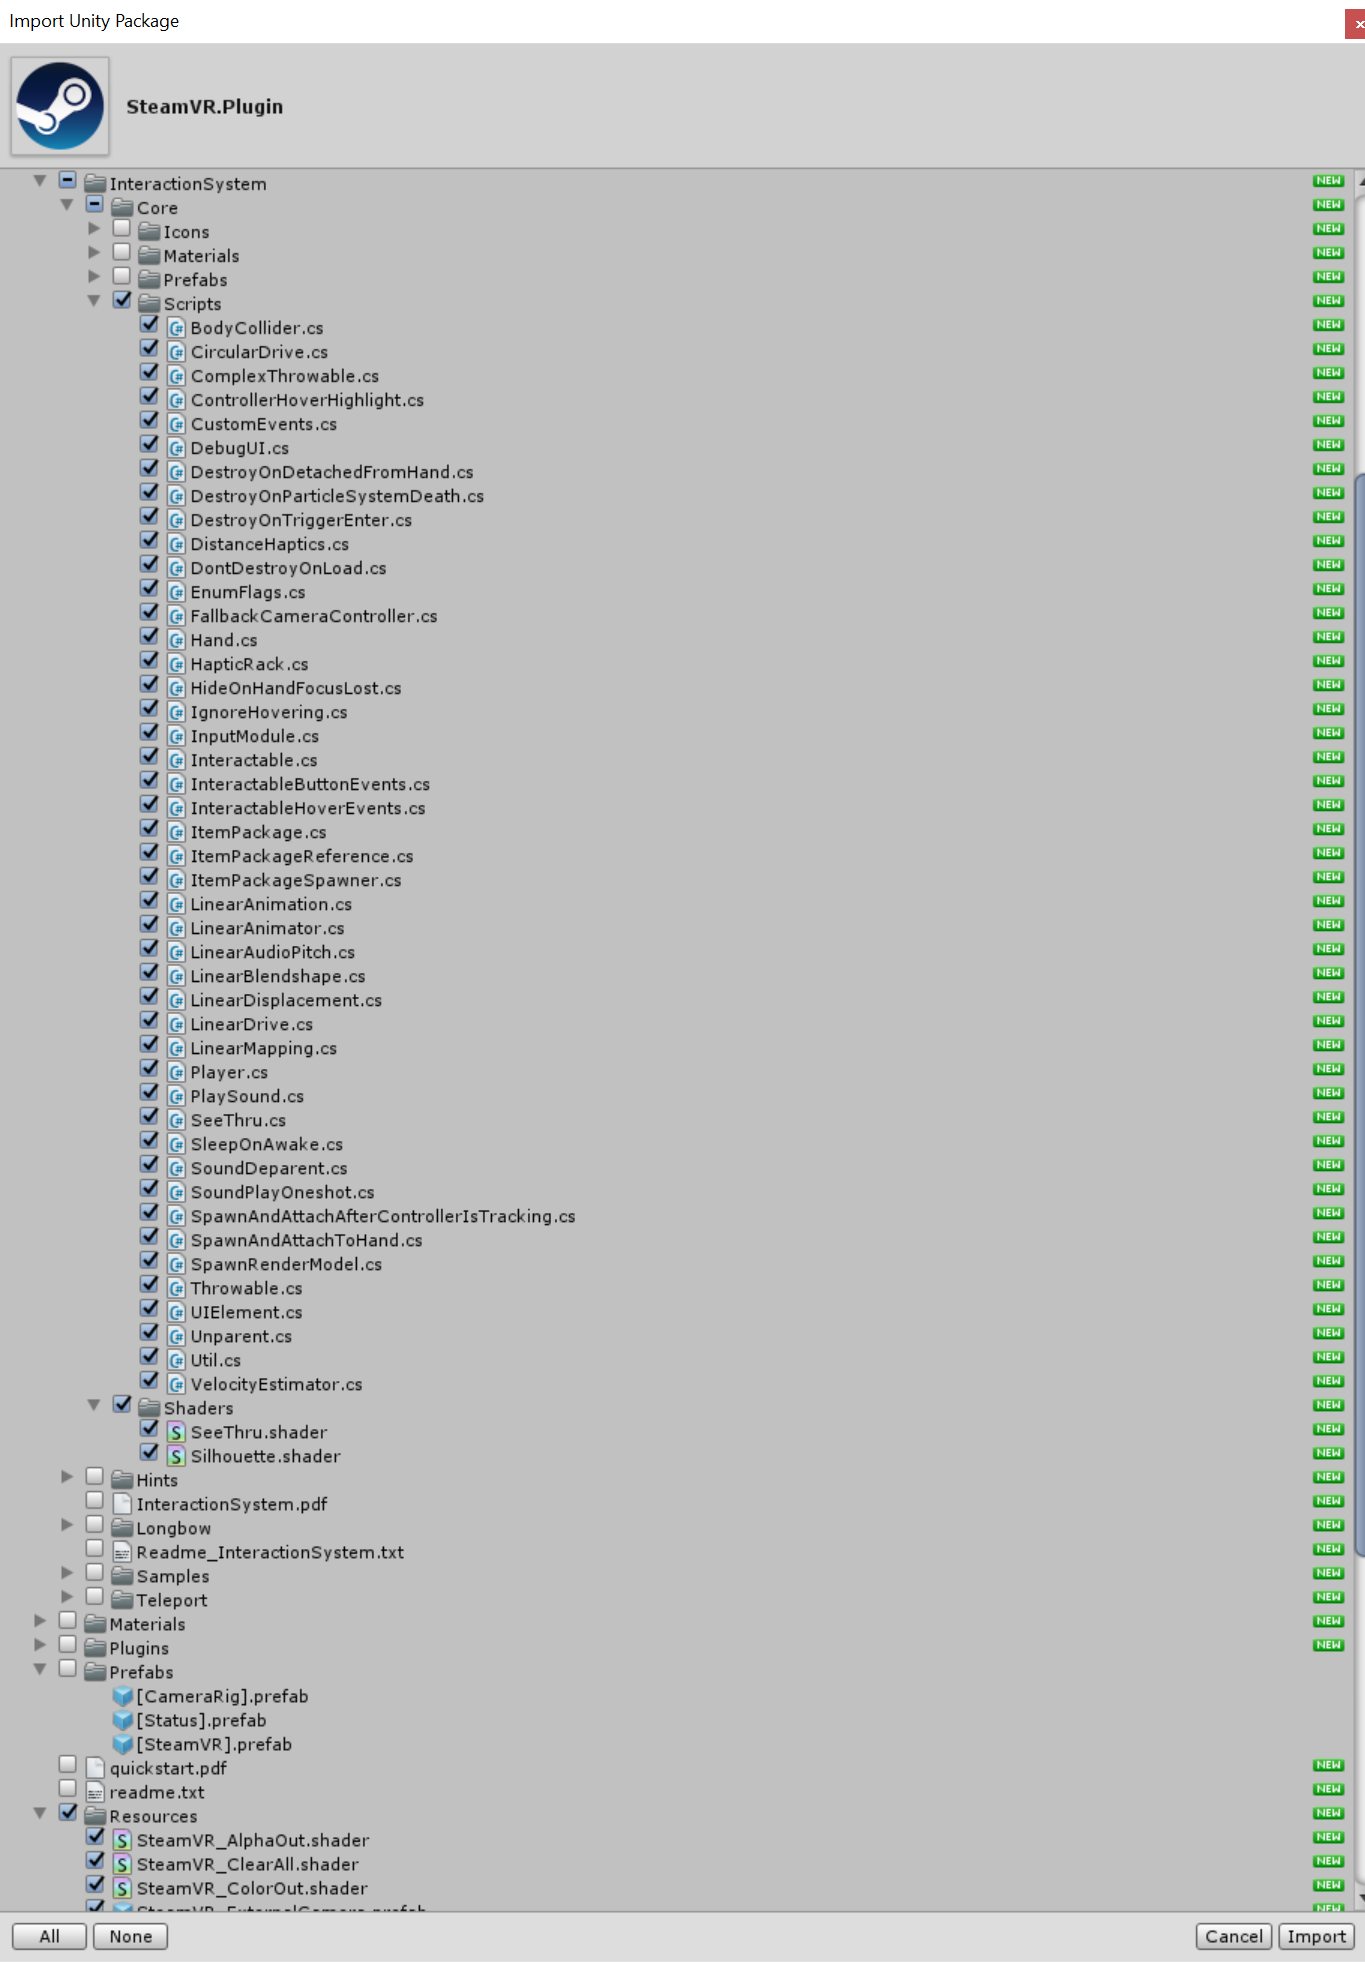 Import Unity Package
SteamVR.Plugin
InteractionSystem NEW
Core NEW
Icons NEW
Materials NEW
Prefabs NEW
Scripts NEW
BodyCollider.cs NEW
CircularDrive.cs NEW
ComplexThrowable.cs NEW
ControllerHoverHighlight.cs NEW
CustomEvents.cs NEW
DebugUI.cs NEW
DestroyOnDetachedFromHand.cs NEW
DestroyOnParticleSystemDeath.cs NEW
DestroyOnTriggerEnter.cs NEW
DistanceHaptics.cs NEW
DontDestroyOnLoad.cs NEW
EnumFlags.cs NEW
FallbackCameraController.cs NEW
Hand.cs NEW
HapticRack.cs NEW
HideOnHandFocusLost.cs NEW
IgnoreHovering.cs NEW
InputModule.cs NEW
Interactable.cs NEW
InteractableButtonEvents.cs NEW
InteractableHoverEvents.cs NEW
ItemPackage.cs NEW
ItemPackageReference.cs NEW
ItemPackageSpawner.cs NEW
LinearAnimation.cs NEW
LinearAnimator.cs NEW
LinearAudioPitch.cs NEW
LinearBlendshape.cs NEW
LinearDisplacement.cs NEW
LinearDrive.cs NEW
LinearMapping.cs NEW
Player.cs NEW
PlaySound.cs NEW
SeeThru.cs NEW
SleepOnAwake.cs NEW
SoundDeparent.cs NEW
SoundPlayOneshot.cs NEW
SpawnAndAttachAfterControllerIsTracking.cs NEW
SpawnAndAttachToHand.cs NEW
SpawnRenderModel.cs NEW
Throwable.cs NEW
UIElement.cs NEW
Unparent.cs NEW
Util.cs NEW
VelocityEstimator.cs NEW
Shaders NEW
SeeThru.shader NEW
Silhouette.shader NEW
Hints NEW
InteractionSystem.pdf NEW
Longbow NEW
Readme_InteractionSystem.txt NEW
Samples NEW
Teleport NEW
Materials NEW
Plugins NEW
Prefabs
[CameraRig].prefab
[Status].prefab
[SteamVR].prefab
quickstart.pdf NEW
readme.txt NEW
Resources NEW
SteamVR_AlphaOut.shader NEW
SteamVR_ClearAll.shader NEW
SteamVR_ColorOut.shader NEW
SteamVR_ExternalCamera.prefab NEW
All None Cancel Import